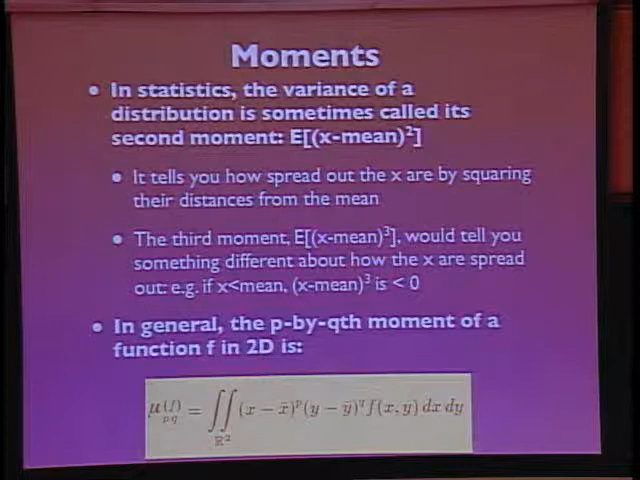 Moments
• In statistics, the variance of a
distribution is sometimes called its
second moment: E[(x-mean)²]
• It tells you how spread out the x are by squaring
their distances from the mean
• The third moment, E[(x-mean)³], would tell you
something different about how the x are spread
out: e.g. if x<mean, (x-mean)³ is < 0
• In general, the p-by-qth moment of a
function f in 2D is:
μ_{pq}^{(f)} = ∬_{ℝ²} (x − x̄)^p (y − ȳ)^q f(x, y) dx dy